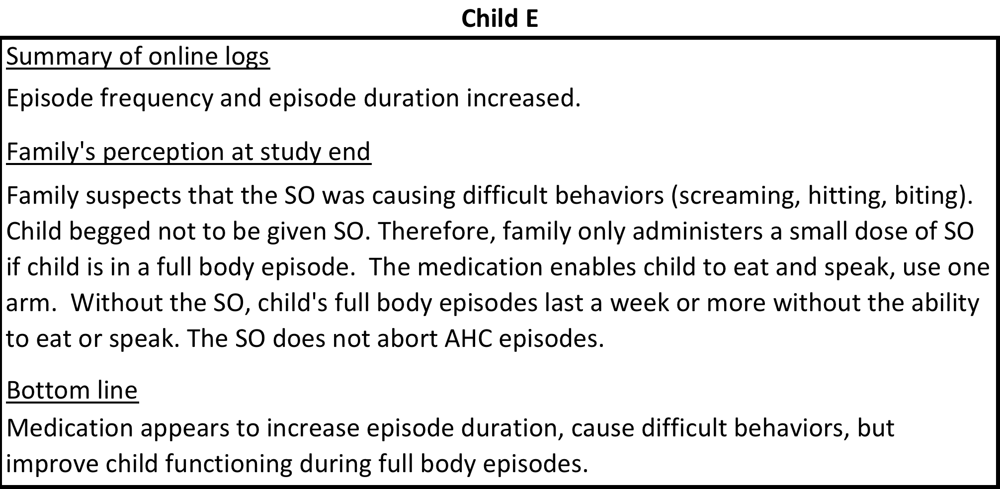 Child E
Summary of online logs
Episode frequency and episode duration increased.
Family's perception at study end
Family suspects that the SO was causing difficult behaviors (screaming, hitting, biting).
Child begged not to be given SO. Therefore, family only administers a small dose of SO
if child is in a full body episode.  The medication enables child to eat and speak, use one
arm.  Without the SO, child's full body episodes last a week or more without the ability
to eat or speak. The SO does not abort AHC episodes.
Bottom line
Medication appears to increase episode duration, cause difficult behaviors, but
improve child functioning during full body episodes.